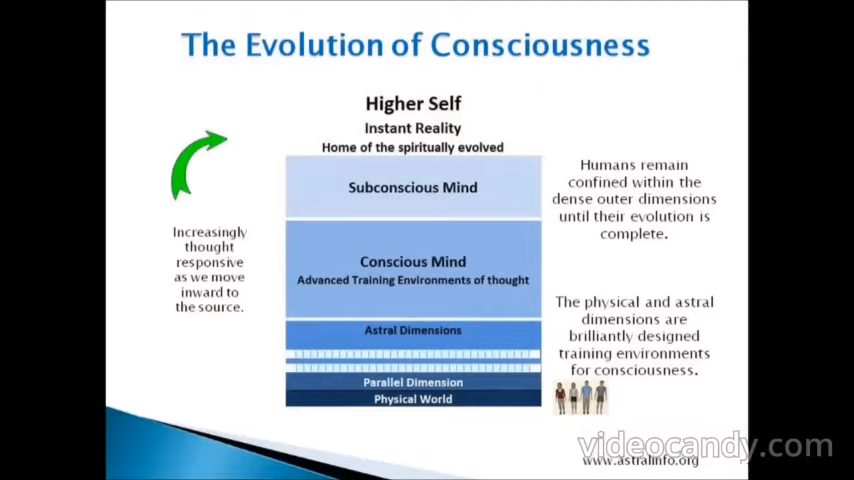 The Evolution of Consciousness
Higher Self
Instant Reality
Home of the spiritually evolved
Subconscious Mind
Conscious Mind
Advanced Training Environments of thought
Astral Dimensions
Parallel Dimension
Physical World
Increasingly
thought
responsive
as we move
inward to
the source.
Humans remain
confined within the
dense outer dimensions
until their evolution is
complete.
The physical and astral
dimensions are
brilliantly designed
training environments
for consciousness.
videocandy.com
www.astralinfo.org